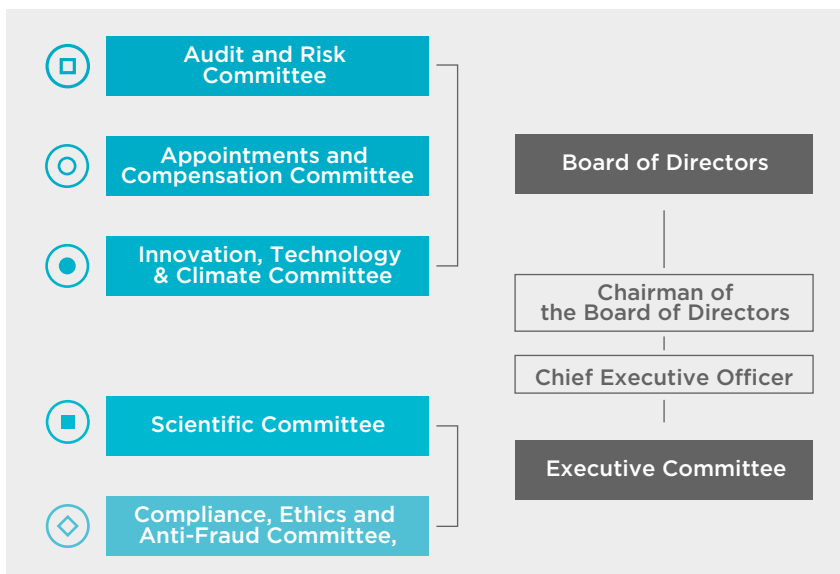 Audit and Risk
Committee
Appointments and
Compensation Committee
Innovation, Technology
& Climate Committee
Scientific Committee
Compliance, Ethics and
Anti-Fraud Committee,
Board of Directors
Chairman of
the Board of Directors
Chief Executive Officer
Executive Committee